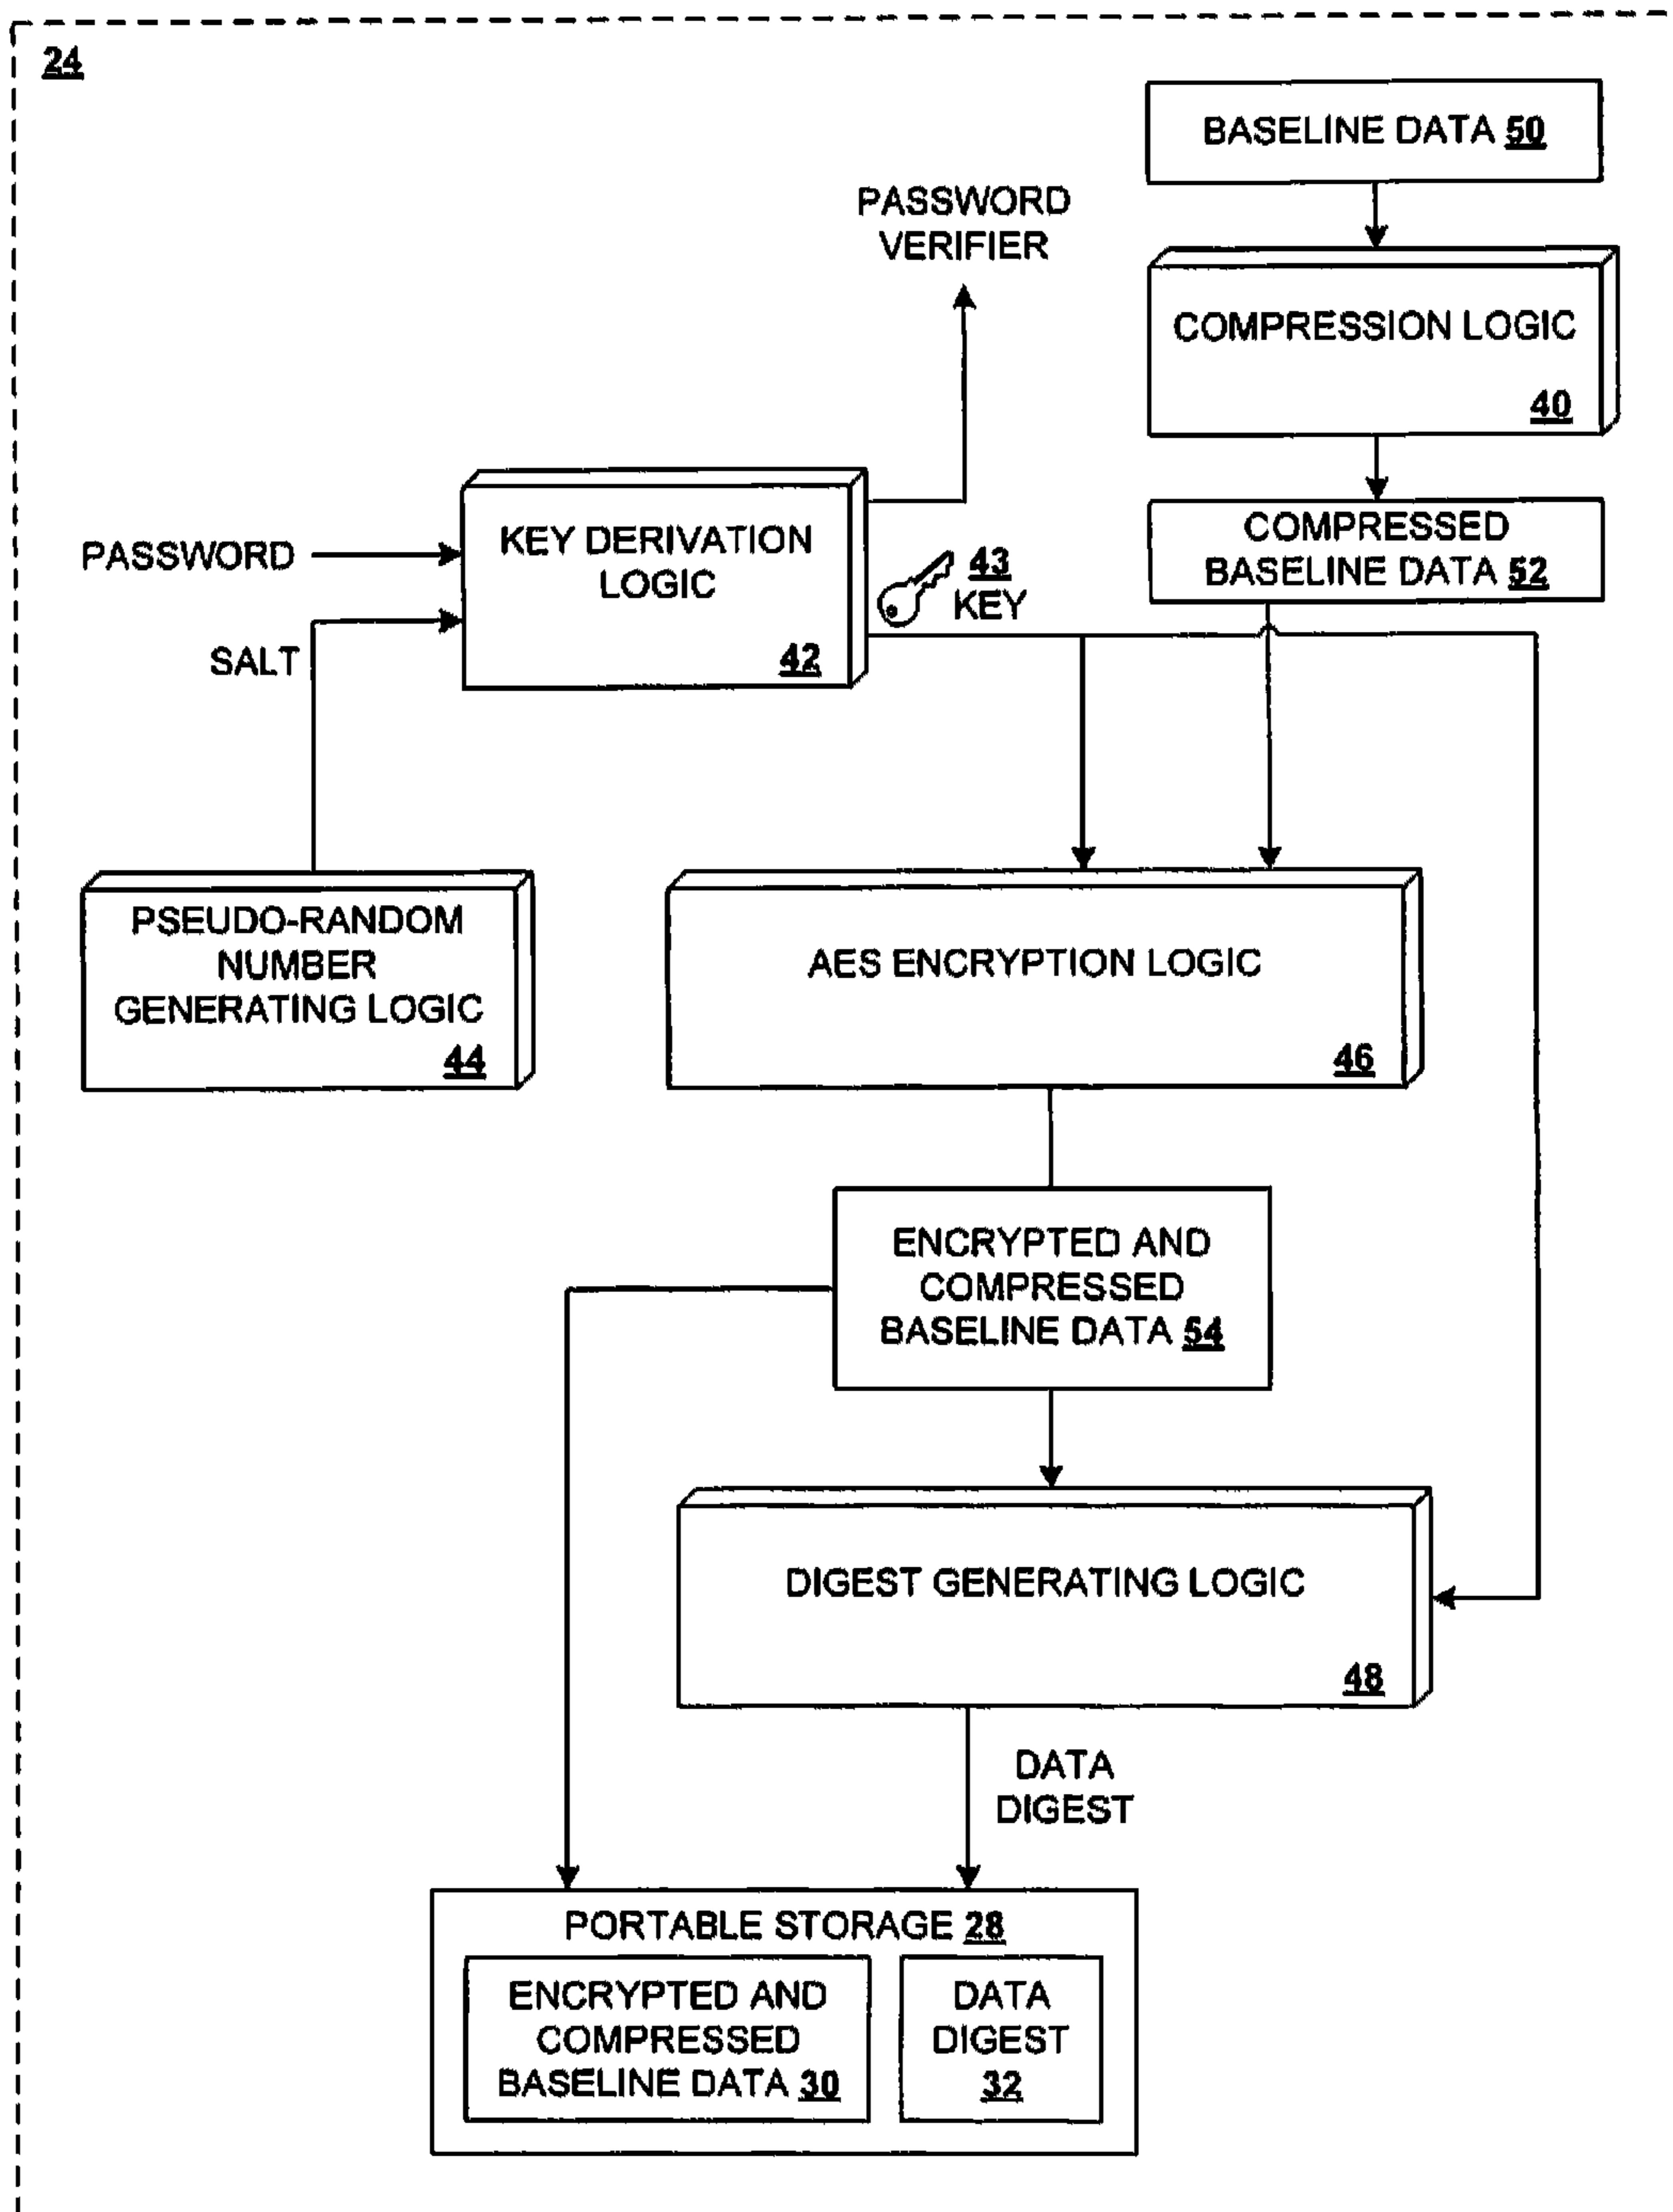 24
BASELINE DATA 50
PASSWORD
VERIFIER
COMPRESSION LOGIC
40
PASSWORD
KEY DERIVATION
LOGIC
42
43
KEY
COMPRESSED
BASELINE DATA 52
SALT
PSEUDO-RANDOM
NUMBER
GENERATING LOGIC
44
AES ENCRYPTION LOGIC
46
ENCRYPTED AND
COMPRESSED
BASELINE DATA 54
DIGEST GENERATING LOGIC
48
DATA
DIGEST
PORTABLE STORAGE 28
ENCRYPTED AND
COMPRESSED
BASELINE DATA 30
DATA
DIGEST
32